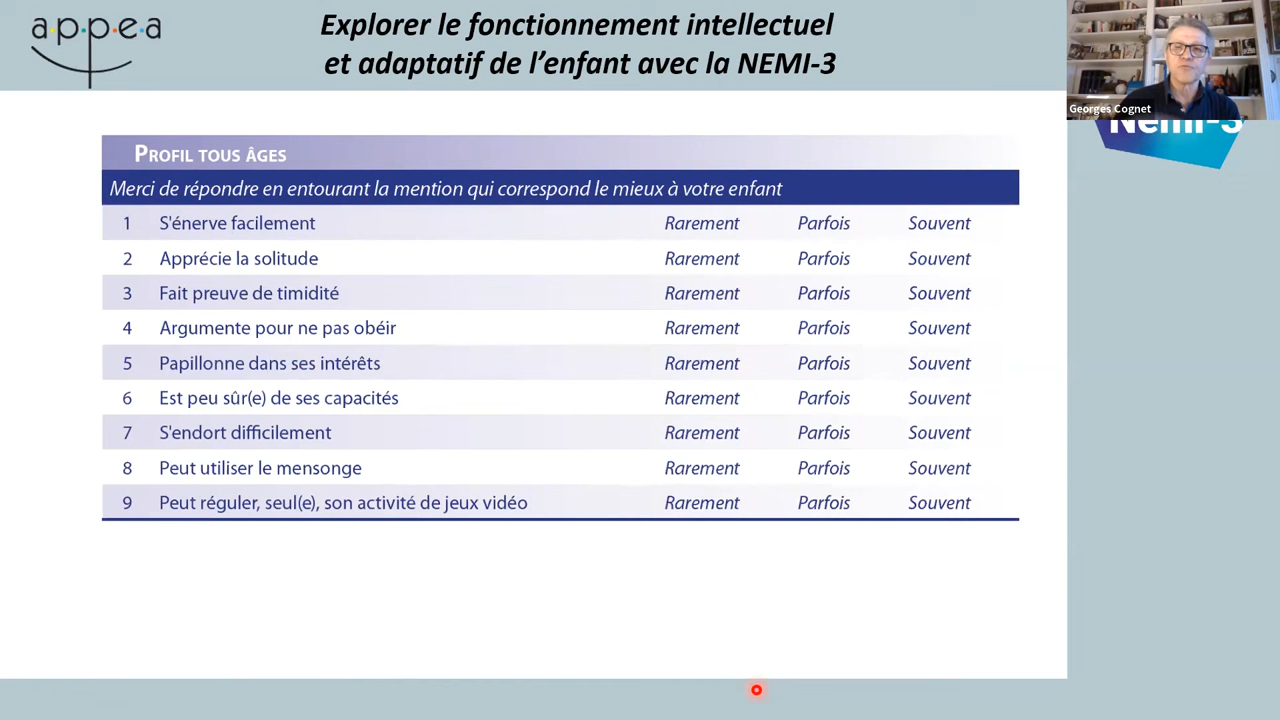 a·p·p·e·a
Explorer le fonctionnement intellectuel
et adaptatif de l'enfant avec la NEMI-3
Georges Cognet
Nemi-3
PROFIL TOUS ÂGES
Merci de répondre en entourant la mention qui correspond le mieux à votre enfant
1 S'énerve facilement Rarement Parfois Souvent
2 Apprécie la solitude Rarement Parfois Souvent
3 Fait preuve de timidité Rarement Parfois Souvent
4 Argumente pour ne pas obéir Rarement Parfois Souvent
5 Papillonne dans ses intérêts Rarement Parfois Souvent
6 Est peu sûr(e) de ses capacités Rarement Parfois Souvent
7 S'endort difficilement Rarement Parfois Souvent
8 Peut utiliser le mensonge Rarement Parfois Souvent
9 Peut réguler, seul(e), son activité de jeux vidéo Rarement Parfois Souvent